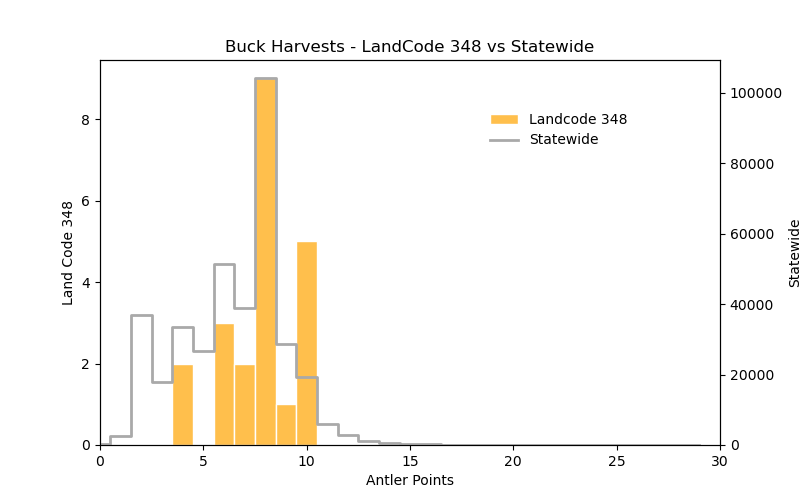 Buck Harvests - LandCode 348 vs Statewide
Landcode 348
Statewide
Land Code 348
8
6
4
2
0
100000
80000
60000
40000
20000
0
Statewide
0 5 10 15 20 25 30
Antler Points